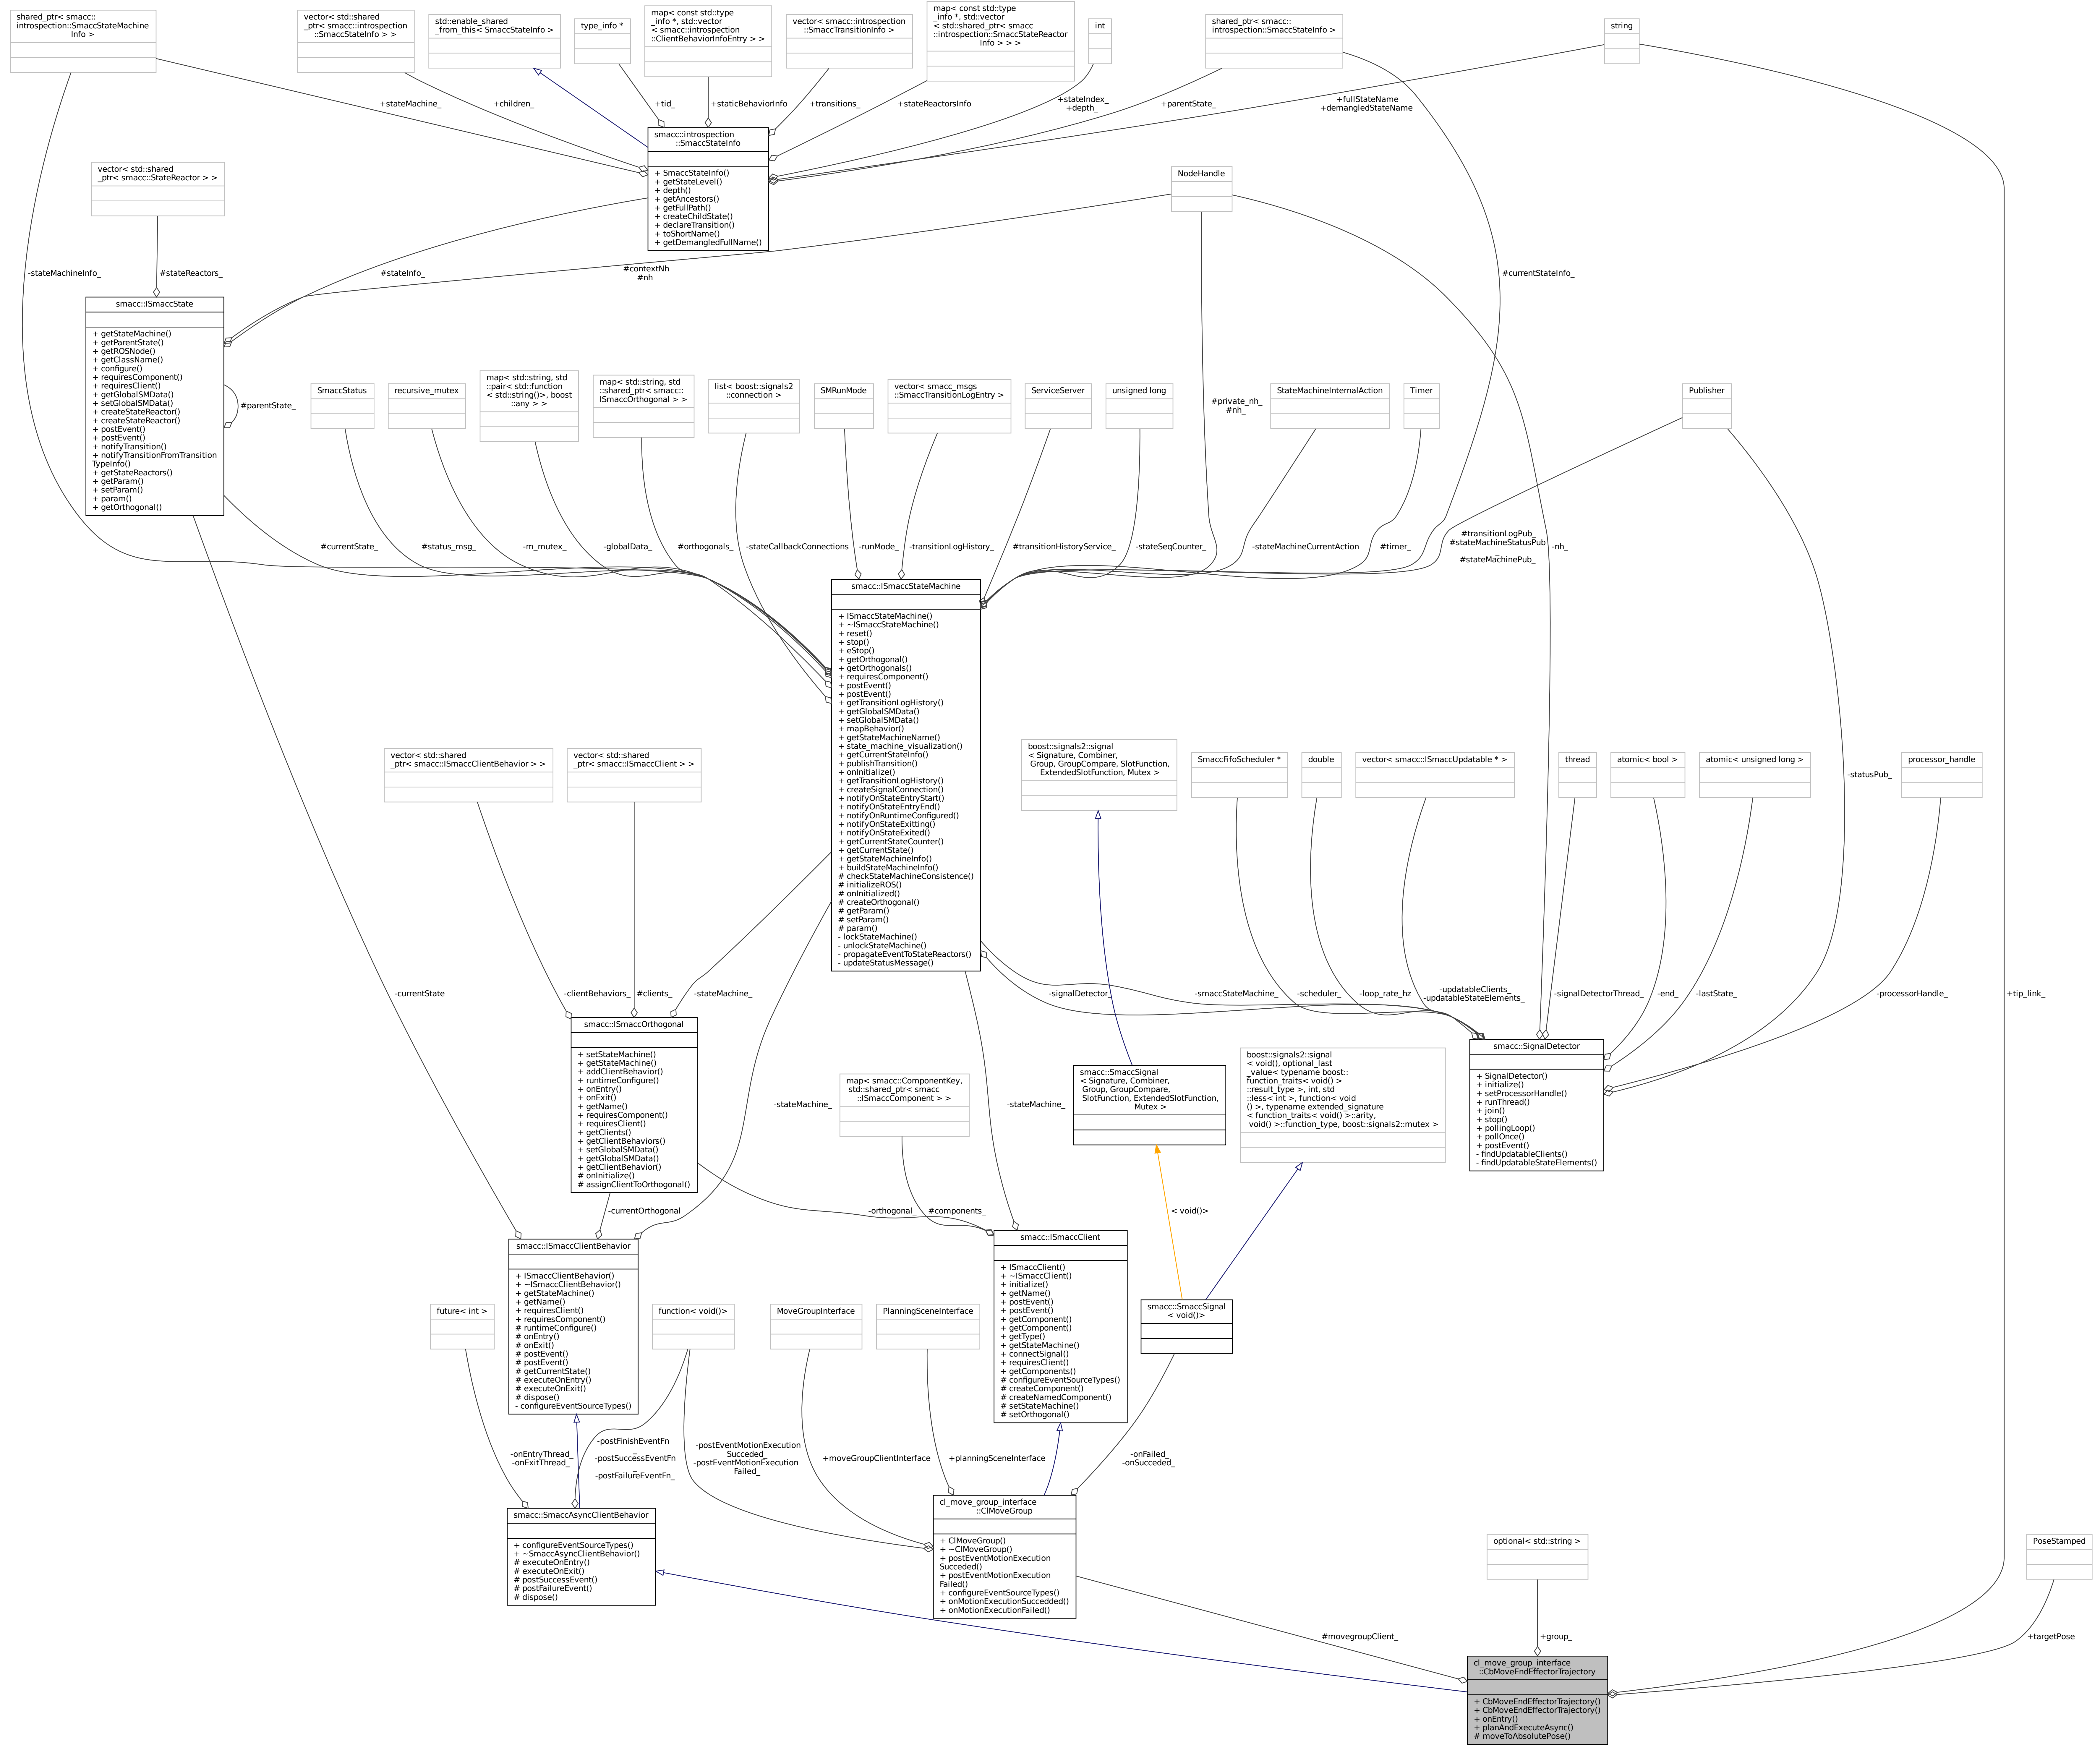 shared_ptr< smacc::
introspection::SmaccStateMachine
Info >
vector< std::shared
_ptr< smacc::introspection
::SmaccStateInfo > >
std::enable_shared
_from_this< SmaccStateInfo >
type_info *
map< const std::type
_info *, std::vector
< smacc::introspection
::ClientBehaviorInfoEntry > >
vector< smacc::introspection
::SmaccTransitionInfo >
map< const std::type
_info *, std::vector
< std::shared_ptr< smacc
::introspection::SmaccStateReactor
Info > > >
int
shared_ptr< smacc::
introspection::SmaccStateInfo >
string
+stateMachine_
+children_
+tid_
+staticBehaviorInfo
+transitions_
+stateReactorsInfo
+stateIndex_
+depth_
+parentState_
+fullStateName
+demangledStateName
smacc::introspection
::SmaccStateInfo
+ SmaccStateInfo()
+ getStateLevel()
+ depth()
+ getAncestors()
+ getFullPath()
+ createChildState()
+ declareTransition()
+ toShortName()
+ getDemangledFullName()
vector< std::shared
_ptr< smacc::StateReactor > >
NodeHandle
-stateMachineInfo_
#stateReactors_
#stateInfo_
#contextNh
#nh
#currentStateInfo_
smacc::ISmaccState
+ getStateMachine()
+ getParentState()
+ getROSNode()
+ getClassName()
+ configure()
+ requiresComponent()
+ requiresClient()
+ getGlobalSMData()
+ setGlobalSMData()
+ createStateReactor()
+ createStateReactor()
+ postEvent()
+ postEvent()
+ notifyTransition()
+ notifyTransitionFromTransition
TypeInfo()
+ getStateReactors()
+ getParam()
+ setParam()
+ param()
+ getOrthogonal()
#parentState_
SmaccStatus
recursive_mutex
map< std::string, std
::pair< std::function
< std::string()>, boost
::any > >
map< std::string, std
::shared_ptr< smacc::
ISmaccOrthogonal > >
list< boost::signals2
::connection >
SMRunMode
vector< smacc_msgs
::SmaccTransitionLogEntry >
ServiceServer
unsigned long
#private_nh_
#nh_
StateMachineInternalAction
Timer
Publisher
#currentState_
#status_msg_
-m_mutex_
-globalData_
#orthogonals_
-stateCallbackConnections
-runMode_
-transitionLogHistory_
#transitionHistoryService_
-stateSeqCounter_
-stateMachineCurrentAction
#timer_
#transitionLogPub_
#stateMachineStatusPub
_
#stateMachinePub_
-nh_
smacc::ISmaccStateMachine
+ ISmaccStateMachine()
+ ~ISmaccStateMachine()
+ reset()
+ stop()
+ eStop()
+ getOrthogonal()
+ getOrthogonals()
+ requiresComponent()
+ postEvent()
+ postEvent()
+ getTransitionLogHistory()
+ getGlobalSMData()
+ setGlobalSMData()
+ mapBehavior()
+ getStateMachineName()
+ state_machine_visualization()
+ getCurrentStateInfo()
+ publishTransition()
+ onInitialize()
+ getTransitionLogHistory()
+ createSignalConnection()
+ notifyOnStateEntryStart()
+ notifyOnStateEntryEnd()
+ notifyOnRuntimeConfigured()
+ notifyOnStateExitting()
+ notifyOnStateExited()
+ getCurrentStateCounter()
+ getCurrentState()
+ getStateMachineInfo()
+ buildStateMachineInfo()
# checkStateMachineConsistence()
# initializeROS()
# onInitialized()
# createOrthogonal()
# getParam()
# setParam()
# param()
- lockStateMachine()
- unlockStateMachine()
- propagateEventToStateReactors()
- updateStatusMessage()
vector< std::shared
_ptr< smacc::ISmaccClientBehavior > >
vector< std::shared
_ptr< smacc::ISmaccClient > >
boost::signals2::signal
< Signature, Combiner,
Group, GroupCompare, SlotFunction,
ExtendedSlotFunction, Mutex >
SmaccFifoScheduler *
double
vector< smacc::ISmaccUpdatable * >
thread
atomic< bool >
atomic< unsigned long >
-statusPub_
processor_handle
-currentState
-clientBehaviors_
#clients_
-stateMachine_
-signalDetector_
-smaccStateMachine_
-scheduler_
-loop_rate_hz
-updatableClients_
-updatableStateElements_
-signalDetectorThread_
-end_
-lastState_
-processorHandle_
+tip_link_
smacc::ISmaccOrthogonal
+ setStateMachine()
+ getStateMachine()
+ addClientBehavior()
+ runtimeConfigure()
+ onEntry()
+ onExit()
+ getName()
+ requiresComponent()
+ requiresClient()
+ getClients()
+ getClientBehaviors()
+ setGlobalSMData()
+ getGlobalSMData()
+ getClientBehavior()
# onInitialize()
# assignClientToOrthogonal()
smacc::SignalDetector
+ SignalDetector()
+ initialize()
+ setProcessorHandle()
+ runThread()
+ join()
+ stop()
+ pollingLoop()
+ pollOnce()
+ postEvent()
- findUpdatableClients()
- findUpdatableStateElements()
-stateMachine_
map< smacc::ComponentKey,
std::shared_ptr< smacc
::ISmaccComponent > >
-stateMachine_
smacc::SmaccSignal
< Signature, Combiner,
Group, GroupCompare,
SlotFunction, ExtendedSlotFunction,
Mutex >
boost::signals2::signal
< void(), optional_last
_value< typename boost::
function_traits< void() >
::result_type >, int, std
::less< int >, function< void
() >, typename extended_signature
< function_traits< void() >::arity,
void() >::function_type, boost::signals2::mutex >
-currentOrthogonal
-orthogonal_
#components_
< void()>
smacc::ISmaccClientBehavior
+ ISmaccClientBehavior()
+ ~ISmaccClientBehavior()
+ getStateMachine()
+ getName()
+ requiresClient()
+ requiresComponent()
# runtimeConfigure()
# onEntry()
# onExit()
# postEvent()
# postEvent()
# getCurrentState()
# executeOnEntry()
# executeOnExit()
# dispose()
- configureEventSourceTypes()
smacc::ISmaccClient
+ ISmaccClient()
+ ~ISmaccClient()
+ initialize()
+ getName()
+ postEvent()
+ postEvent()
+ getComponent()
+ getComponent()
+ getType()
+ getStateMachine()
+ connectSignal()
+ requiresClient()
+ getComponents()
# configureEventSourceTypes()
# createComponent()
# createNamedComponent()
# setStateMachine()
# setOrthogonal()
future< int >
function< void()>
MoveGroupInterface
PlanningSceneInterface
smacc::SmaccSignal
< void()>
-onEntryThread_
-onExitThread_
-postFinishEventFn
_
-postSuccessEventFn
_
-postFailureEventFn_
-postEventMotionExecution
Succeded_
-postEventMotionExecution
Failed_
+moveGroupClientInterface
+planningSceneInterface
-onFailed_
-onSucceded_
smacc::SmaccAsyncClientBehavior
+ configureEventSourceTypes()
+ ~SmaccAsyncClientBehavior()
# executeOnEntry()
# executeOnExit()
# postSuccessEvent()
# postFailureEvent()
# dispose()
cl_move_group_interface
::ClMoveGroup
+ ClMoveGroup()
+ ~ClMoveGroup()
+ postEventMotionExecution
Succeded()
+ postEventMotionExecution
Failed()
+ configureEventSourceTypes()
+ onMotionExecutionSuccedded()
+ onMotionExecutionFailed()
optional< std::string >
PoseStamped
#movegroupClient_
+group_
+targetPose
cl_move_group_interface
::CbMoveEndEffectorTrajectory
+ CbMoveEndEffectorTrajectory()
+ CbMoveEndEffectorTrajectory()
+ onEntry()
+ planAndExecuteAsync()
# moveToAbsolutePose()